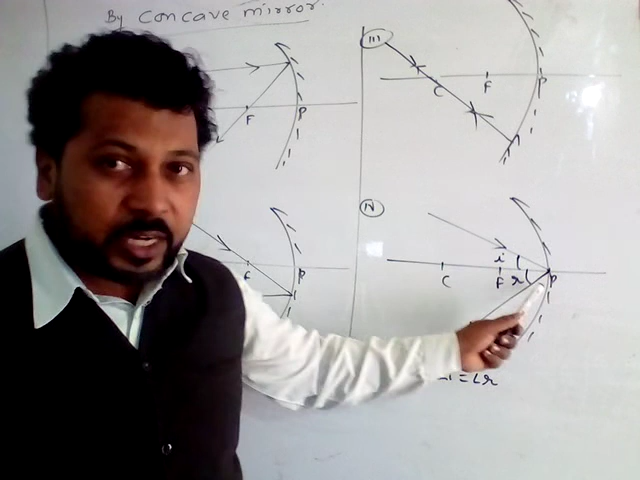 By concave mirror.
F P
III
C F P
F
IV
i
C F r P
= ∠r